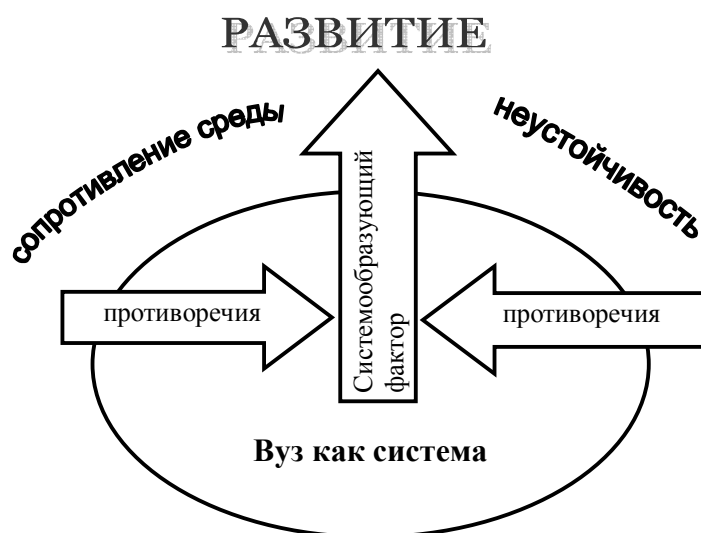 РАЗВИТИЕ
сопротивление среды
неустойчивость
противоречия
Системообразующий
фактор
противоречия
Вуз как система